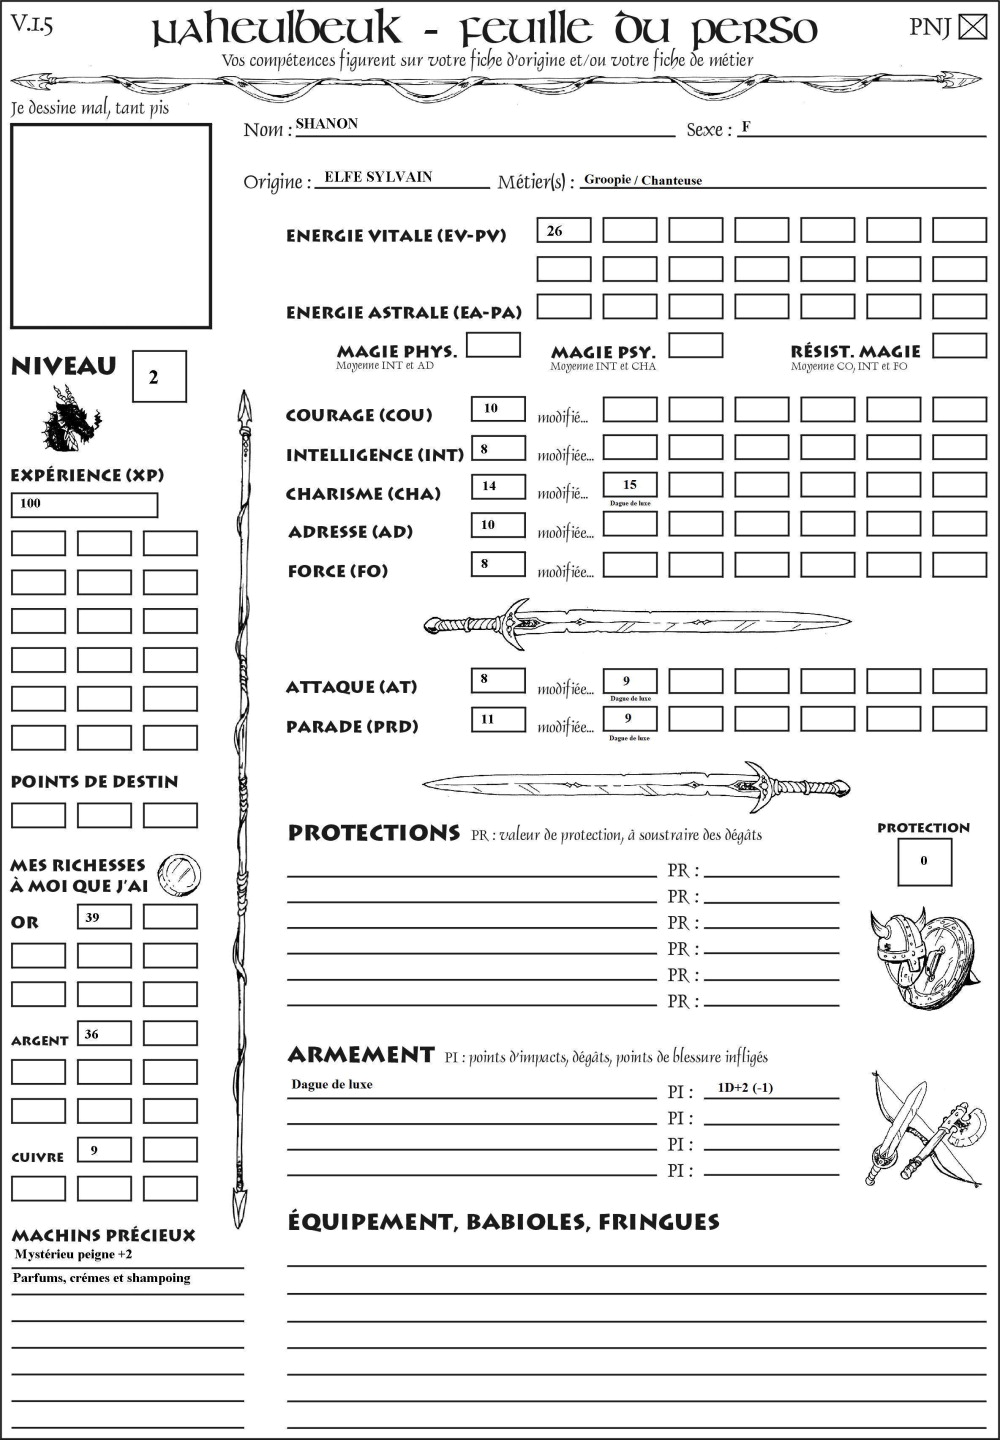 V.1.5
NAHEULBEUK - FEUILLE DU PERSO
PNJ
Vos compétences figurent sur votre fiche d'origine et/ou votre fiche de métier
Je dessine mal, tant pis
Nom : SHANON
Sexe : F
Origine : ELFE SYLVAIN
Métier(s) : Groopie / Chanteuse
ENERGIE VITALE (EV-PV) 26
ENERGIE ASTRALE (EA-PA)
MAGIE PHYS.
Moyenne INT et AD
MAGIE PSY.
Moyenne INT et CHA
RÉSIST. MAGIE
Moyenne CO, INT et FO
NIVEAU 2
EXPÉRIENCE (XP)
100
COURAGE (COU) 10 modifié...
INTELLIGENCE (INT) 8 modifiée...
CHARISME (CHA) 14 modifié... 15
Dague de luxe
ADRESSE (AD) 10 modifiée...
FORCE (FO) 8 modifiée...
ATTAQUE (AT) 8 modifiée... 9
Dague de luxe
PARADE (PRD) 11 modifiée... 9
Dague de luxe
POINTS DE DESTIN
MES RICHESSES
À MOI QUE J'AI
OR 39
ARGENT 36
CUIVRE 9
MACHINS PRÉCIEUX
Mystérieu peigne +2
Parfums, crémes et shampoing
PROTECTIONS PR : valeur de protection, à soustraire des dégâts
PROTECTION
0
PR :
PR :
PR :
PR :
PR :
PR :
ARMEMENT PI : points d'impacts, dégâts, points de blessure infligés
Dague de luxe PI : 1D+2 (-1)
PI :
PI :
PI :
ÉQUIPEMENT, BABIOLES, FRINGUES